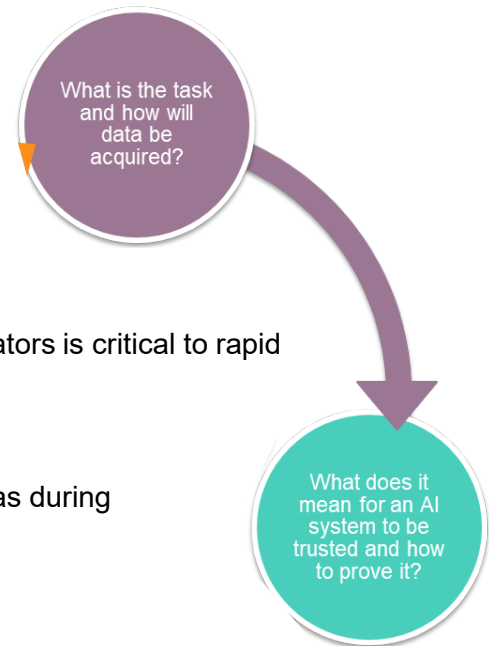 What is the task
and how will
data be
acquired?
ators is critical to rapid
as during
What does it
mean for an AI
system to be
trusted and how
to prove it?